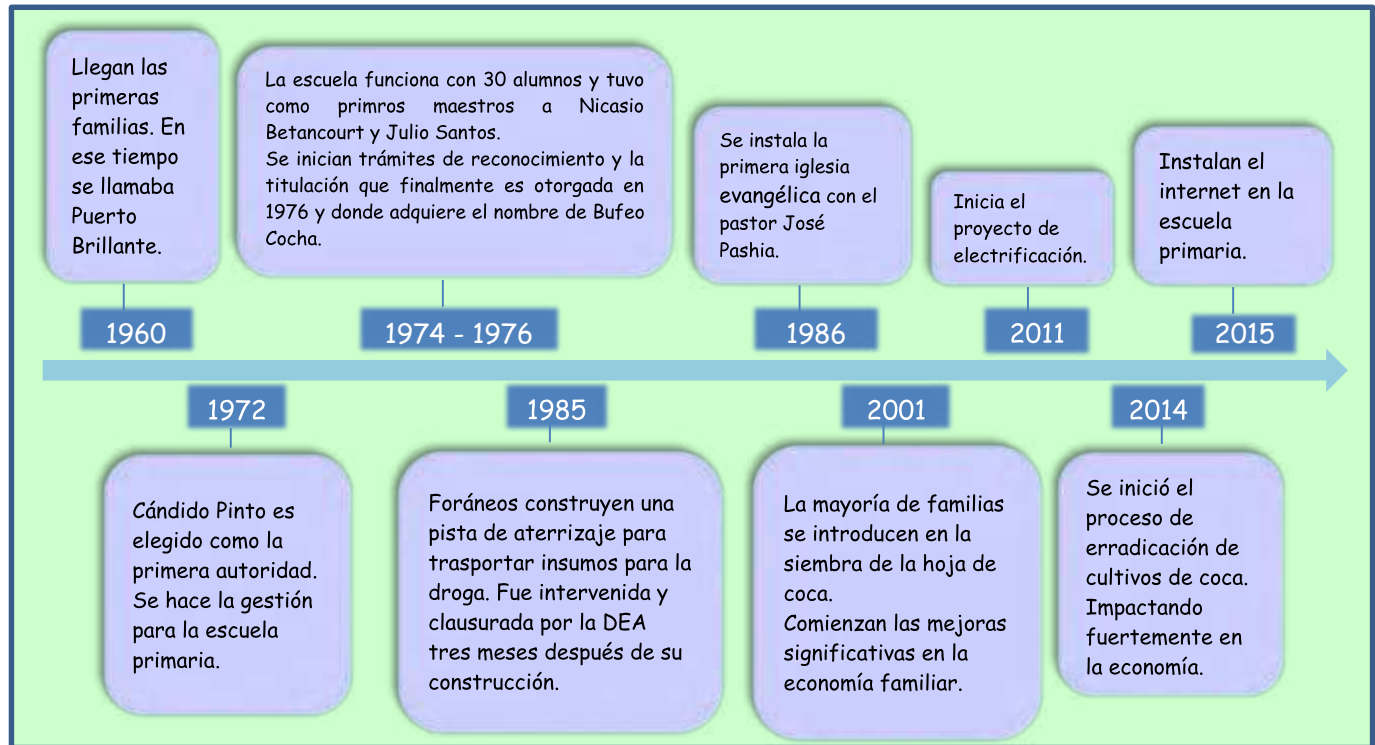 Llegan las
primeras
familias. En
ese tiempo
se llamaba
Puerto
Brillante.
1960
La escuela funciona con 30 alumnos y tuvo
como primros maestros a Nicasio
Betancourt y Julio Santos.
Se inician trámites de reconocimiento y la
titulación que finalmente es otorgada en
1976 y donde adquiere el nombre de Bufeo
Cocha.
1974 - 1976
Se instala la
primera iglesia
evangélica con el
pastor José
Pashia.
1986
Inicia el
proyecto de
electrificación.
2011
Instalan el
internet en la
escuela
primaria.
2015
1972
Cándido Pinto es
elegido como la
primera autoridad.
Se hace la gestión
para la escuela
primaria.
1985
Foráneos construyen una
pista de aterrizaje para
trasportar insumos para la
droga. Fue intervenida y
clausurada por la DEA
tres meses después de su
construcción.
2001
La mayoría de familias
se introducen en la
siembra de la hoja de
coca.
Comienzan las mejoras
significativas en la
economía familiar.
2014
Se inició el
proceso de
erradicación de
cultivos de coca.
Impactando
fuertemente en
la economía.